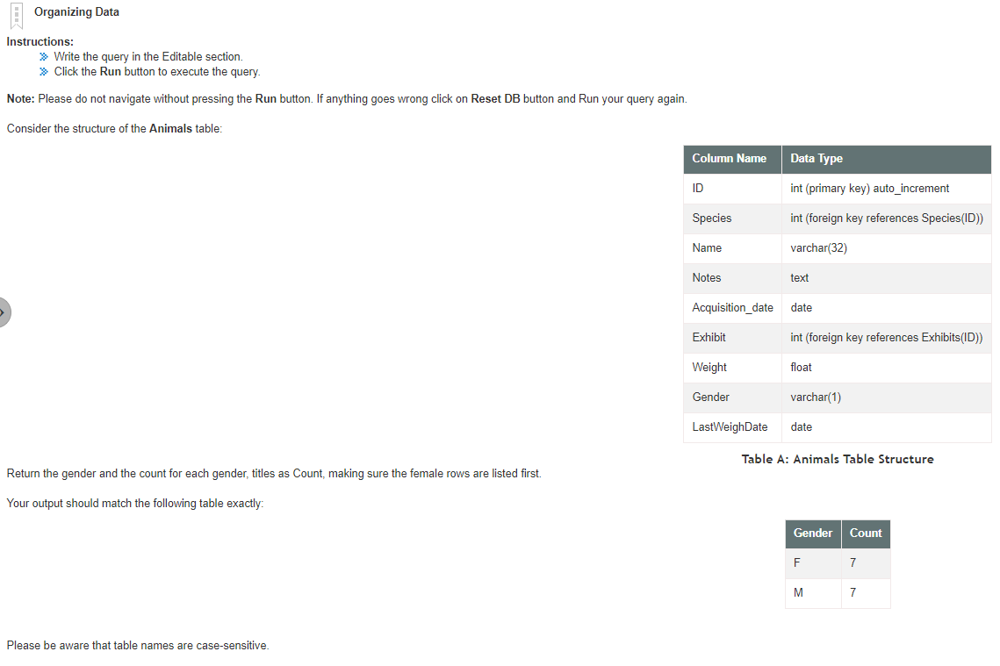 Organizing Data
Instructions:
Write the query in the Editable section.
Click the Run button to execute the query.
Note: Please do not navigate without pressing the Run button. If anything goes wrong click on Reset DB button and Run your query again.
Consider the structure of the Animals table:
Column Name Data Type
ID int (primary key) auto_increment
Species int (foreign key references Species(ID))
Name varchar(32)
Notes text
Acquisition_date date
Exhibit int (foreign key references Exhibits(ID))
Weight float
Gender varchar(1)
LastWeighDate date
Table A: Animals Table Structure
Return the gender and the count for each gender, titles as Count, making sure the female rows are listed first.
Your output should match the following table exactly:
Gender Count
F 7
M 7
Please be aware that table names are case-sensitive.